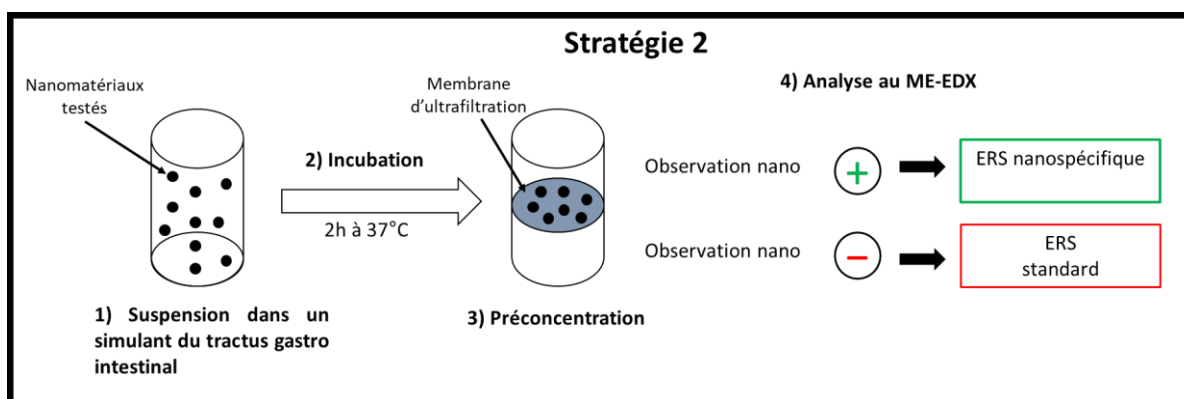 Stratégie 2
Nanomatériaux
testés
2) Incubation
2h à 37°C
Membrane
d'ultrafiltration
4) Analyse au ME-EDX
Observation nano
+
ERS nanospécifique
Observation nano
−
ERS
standard
1) Suspension dans un
simulant du tractus gastro
intestinal
3) Préconcentration